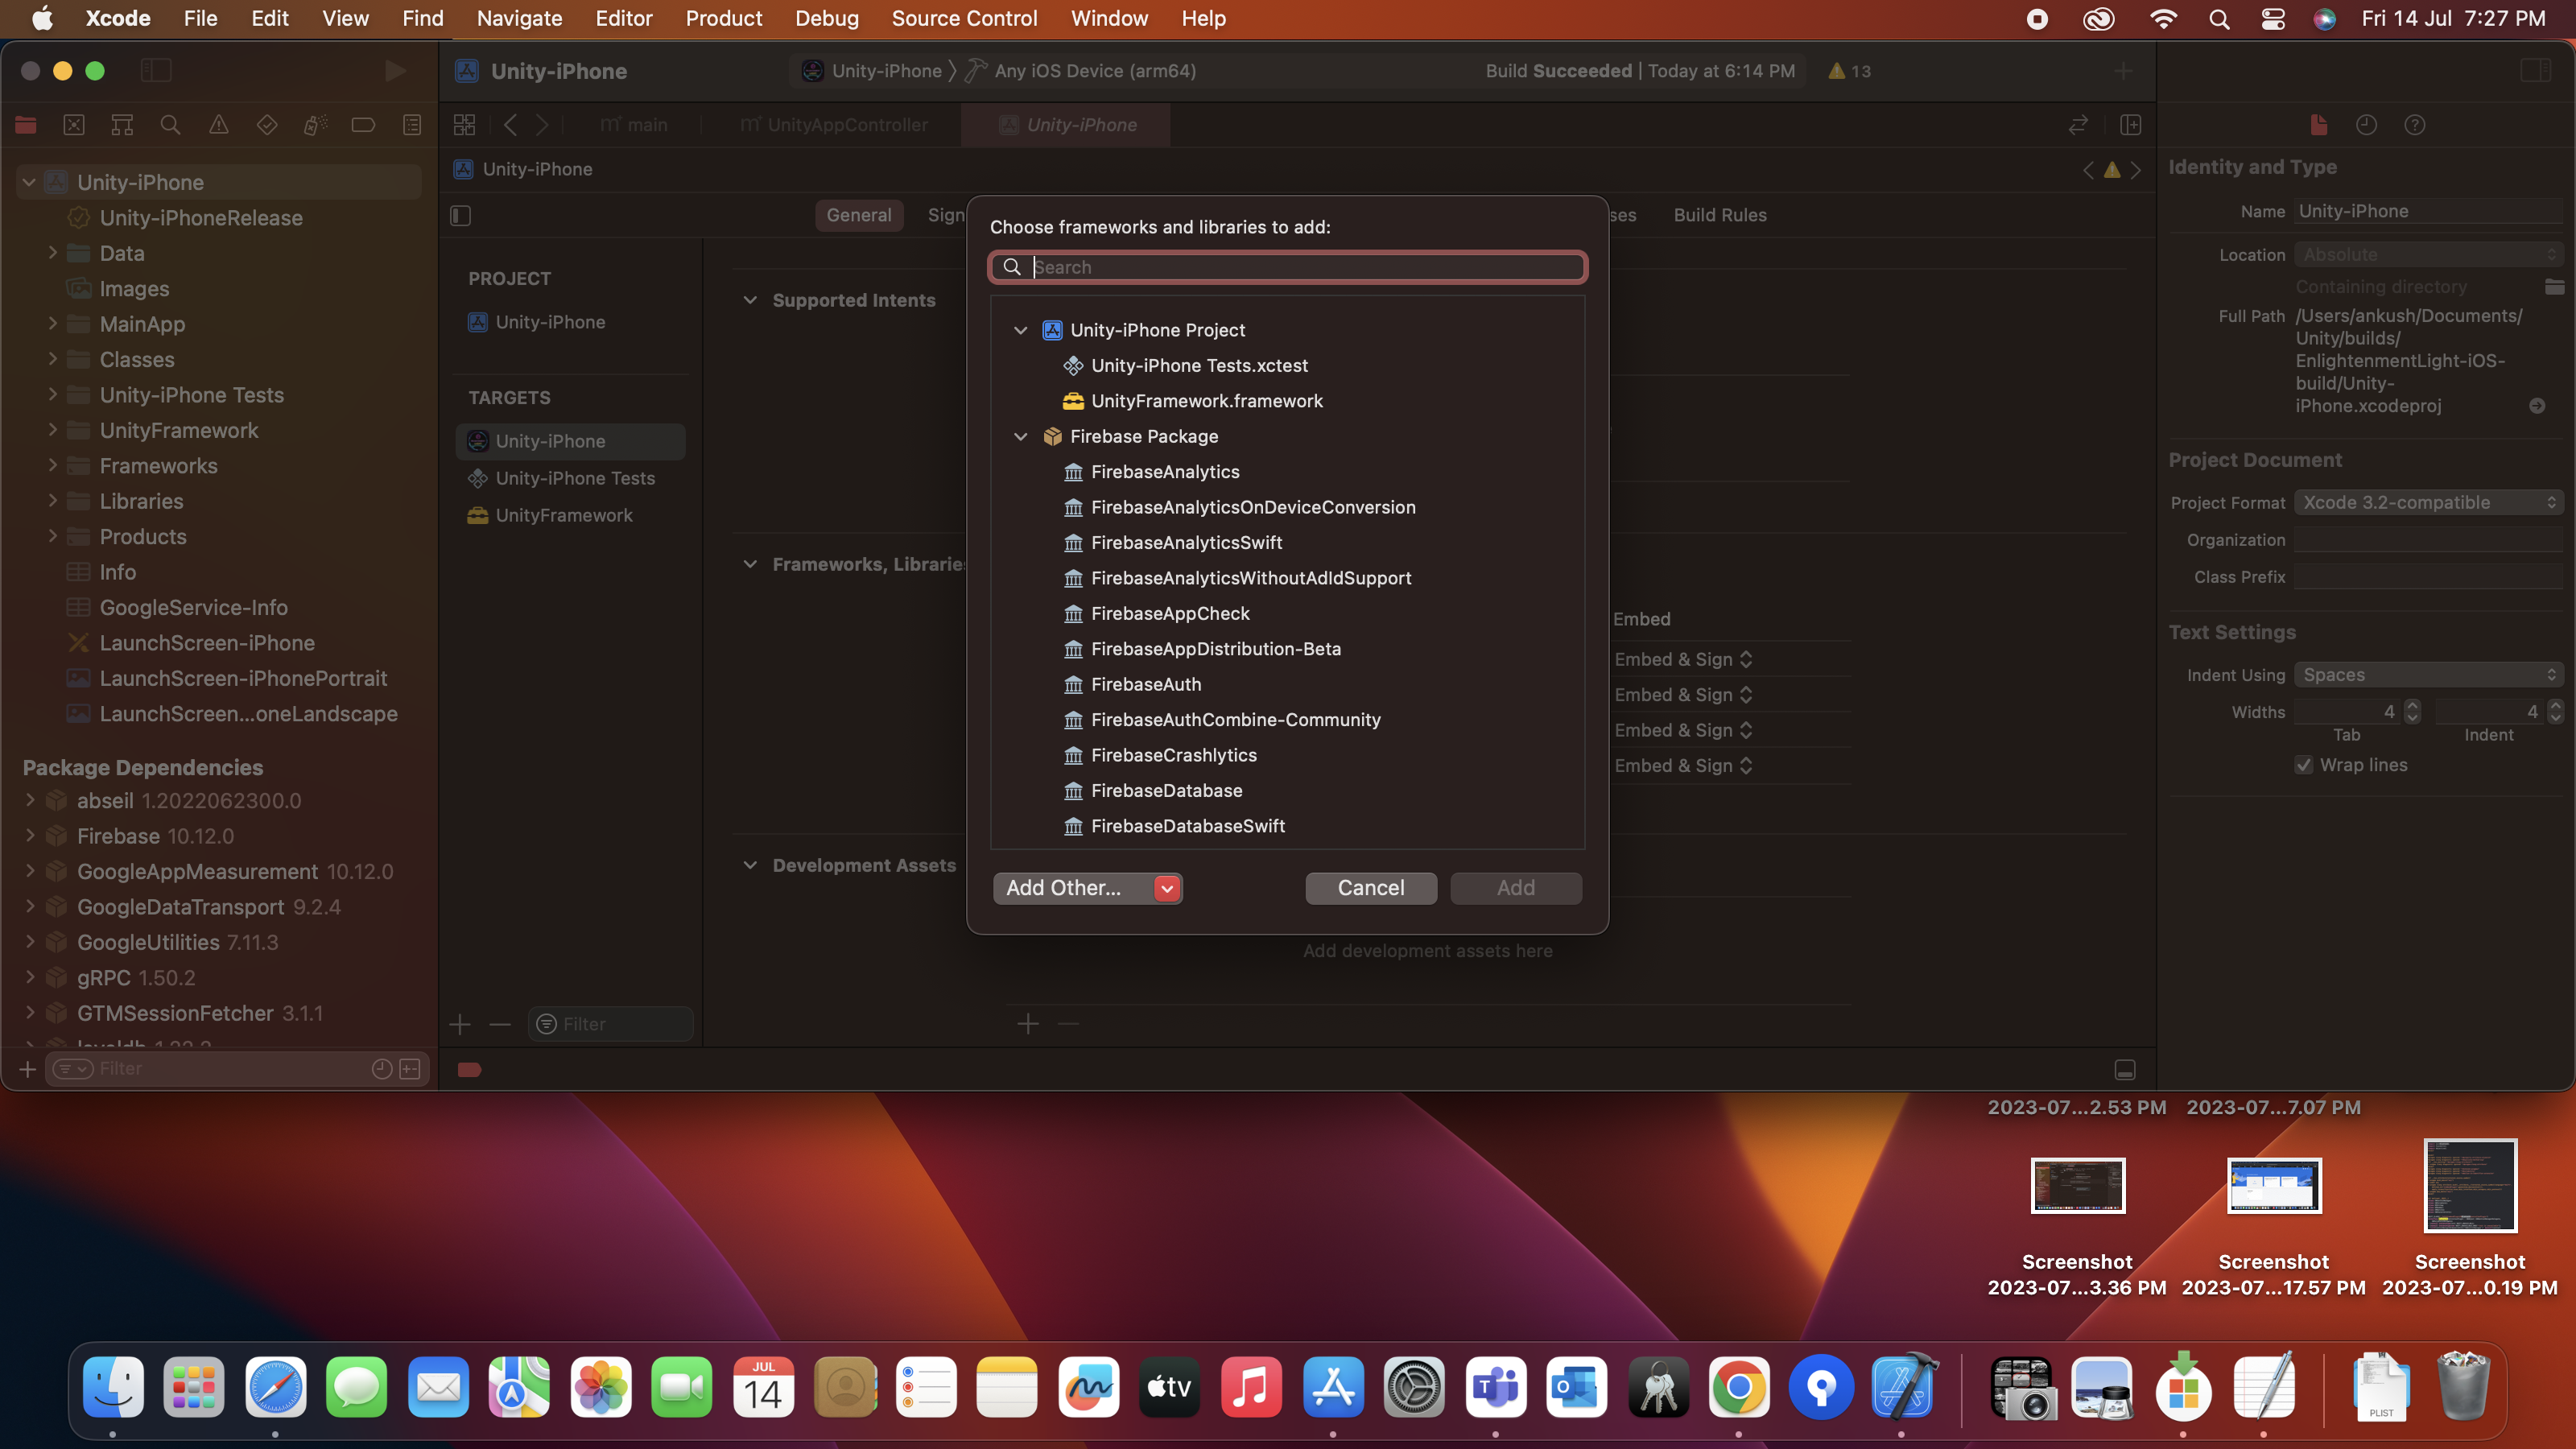 Xcode File Edit View Find Navigate Editor Product Debug Source Control Window Help Fri 14 Jul 7:27 PM
Unity-iPhone Unity-iPhone Any iOS Device (arm64) Build Succeeded | Today at 6:14 PM 13
main UnityAppController Unity-iPhone
Unity-iPhone
Unity-iPhone
General Sign ses Build Rules
Unity-iPhone
Unity-iPhoneRelease
Data
Images
MainApp
Classes
Unity-iPhone Tests
UnityFramework
Frameworks
Libraries
Products
Info
GoogleService-Info
LaunchScreen-iPhone
LaunchScreen-iPhonePortrait
LaunchScreen...oneLandscape
Package Dependencies
abseil 1.2022062300.0
Firebase 10.12.0
GoogleAppMeasurement 10.12.0
GoogleDataTransport 9.2.4
GoogleUtilities 7.11.3
gRPC 1.50.2
GTMSessionFetcher 3.1.1
Filter
PROJECT
Unity-iPhone
TARGETS
Unity-iPhone
Unity-iPhone Tests
UnityFramework
Filter
Supported Intents
Frameworks, Libraries
Development Assets
Embed
Embed & Sign
Embed & Sign
Embed & Sign
Embed & Sign
Add development assets here
Choose frameworks and libraries to add:
Search
Unity-iPhone Project
Unity-iPhone Tests.xctest
UnityFramework.framework
Firebase Package
FirebaseAnalytics
FirebaseAnalyticsOnDeviceConversion
FirebaseAnalyticsSwift
FirebaseAnalyticsWithoutAdIdSupport
FirebaseAppCheck
FirebaseAppDistribution-Beta
FirebaseAuth
FirebaseAuthCombine-Community
FirebaseCrashlytics
FirebaseDatabase
FirebaseDatabaseSwift
Add Other... Cancel Add
Identity and Type
Name Unity-iPhone
Location Absolute
Containing directory
Full Path /Users/ankush/Documents/
Unity/builds/
EnlightenmentLight-iOS-
build/Unity-
iPhone.xcodeproj
Project Document
Project Format Xcode 3.2-compatible
Organization
Class Prefix
Text Settings
Indent Using Spaces
Widths 4 4
Tab Indent
Wrap lines
2023-07...2.53 PM 2023-07...7.07 PM
Screenshot Screenshot Screenshot
2023-07...3.36 PM 2023-07...17.57 PM 2023-07...0.19 PM
JUL
14
tv
PLIST